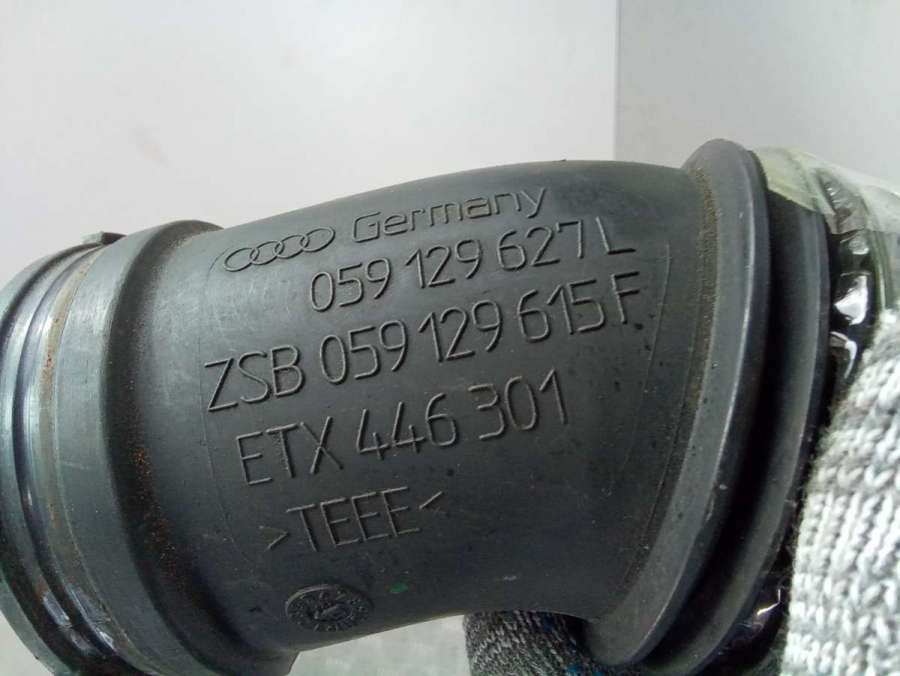 Germany
059 129 627 L
ZSB 059 129 615 F
ETX 446 301
>TEEE<